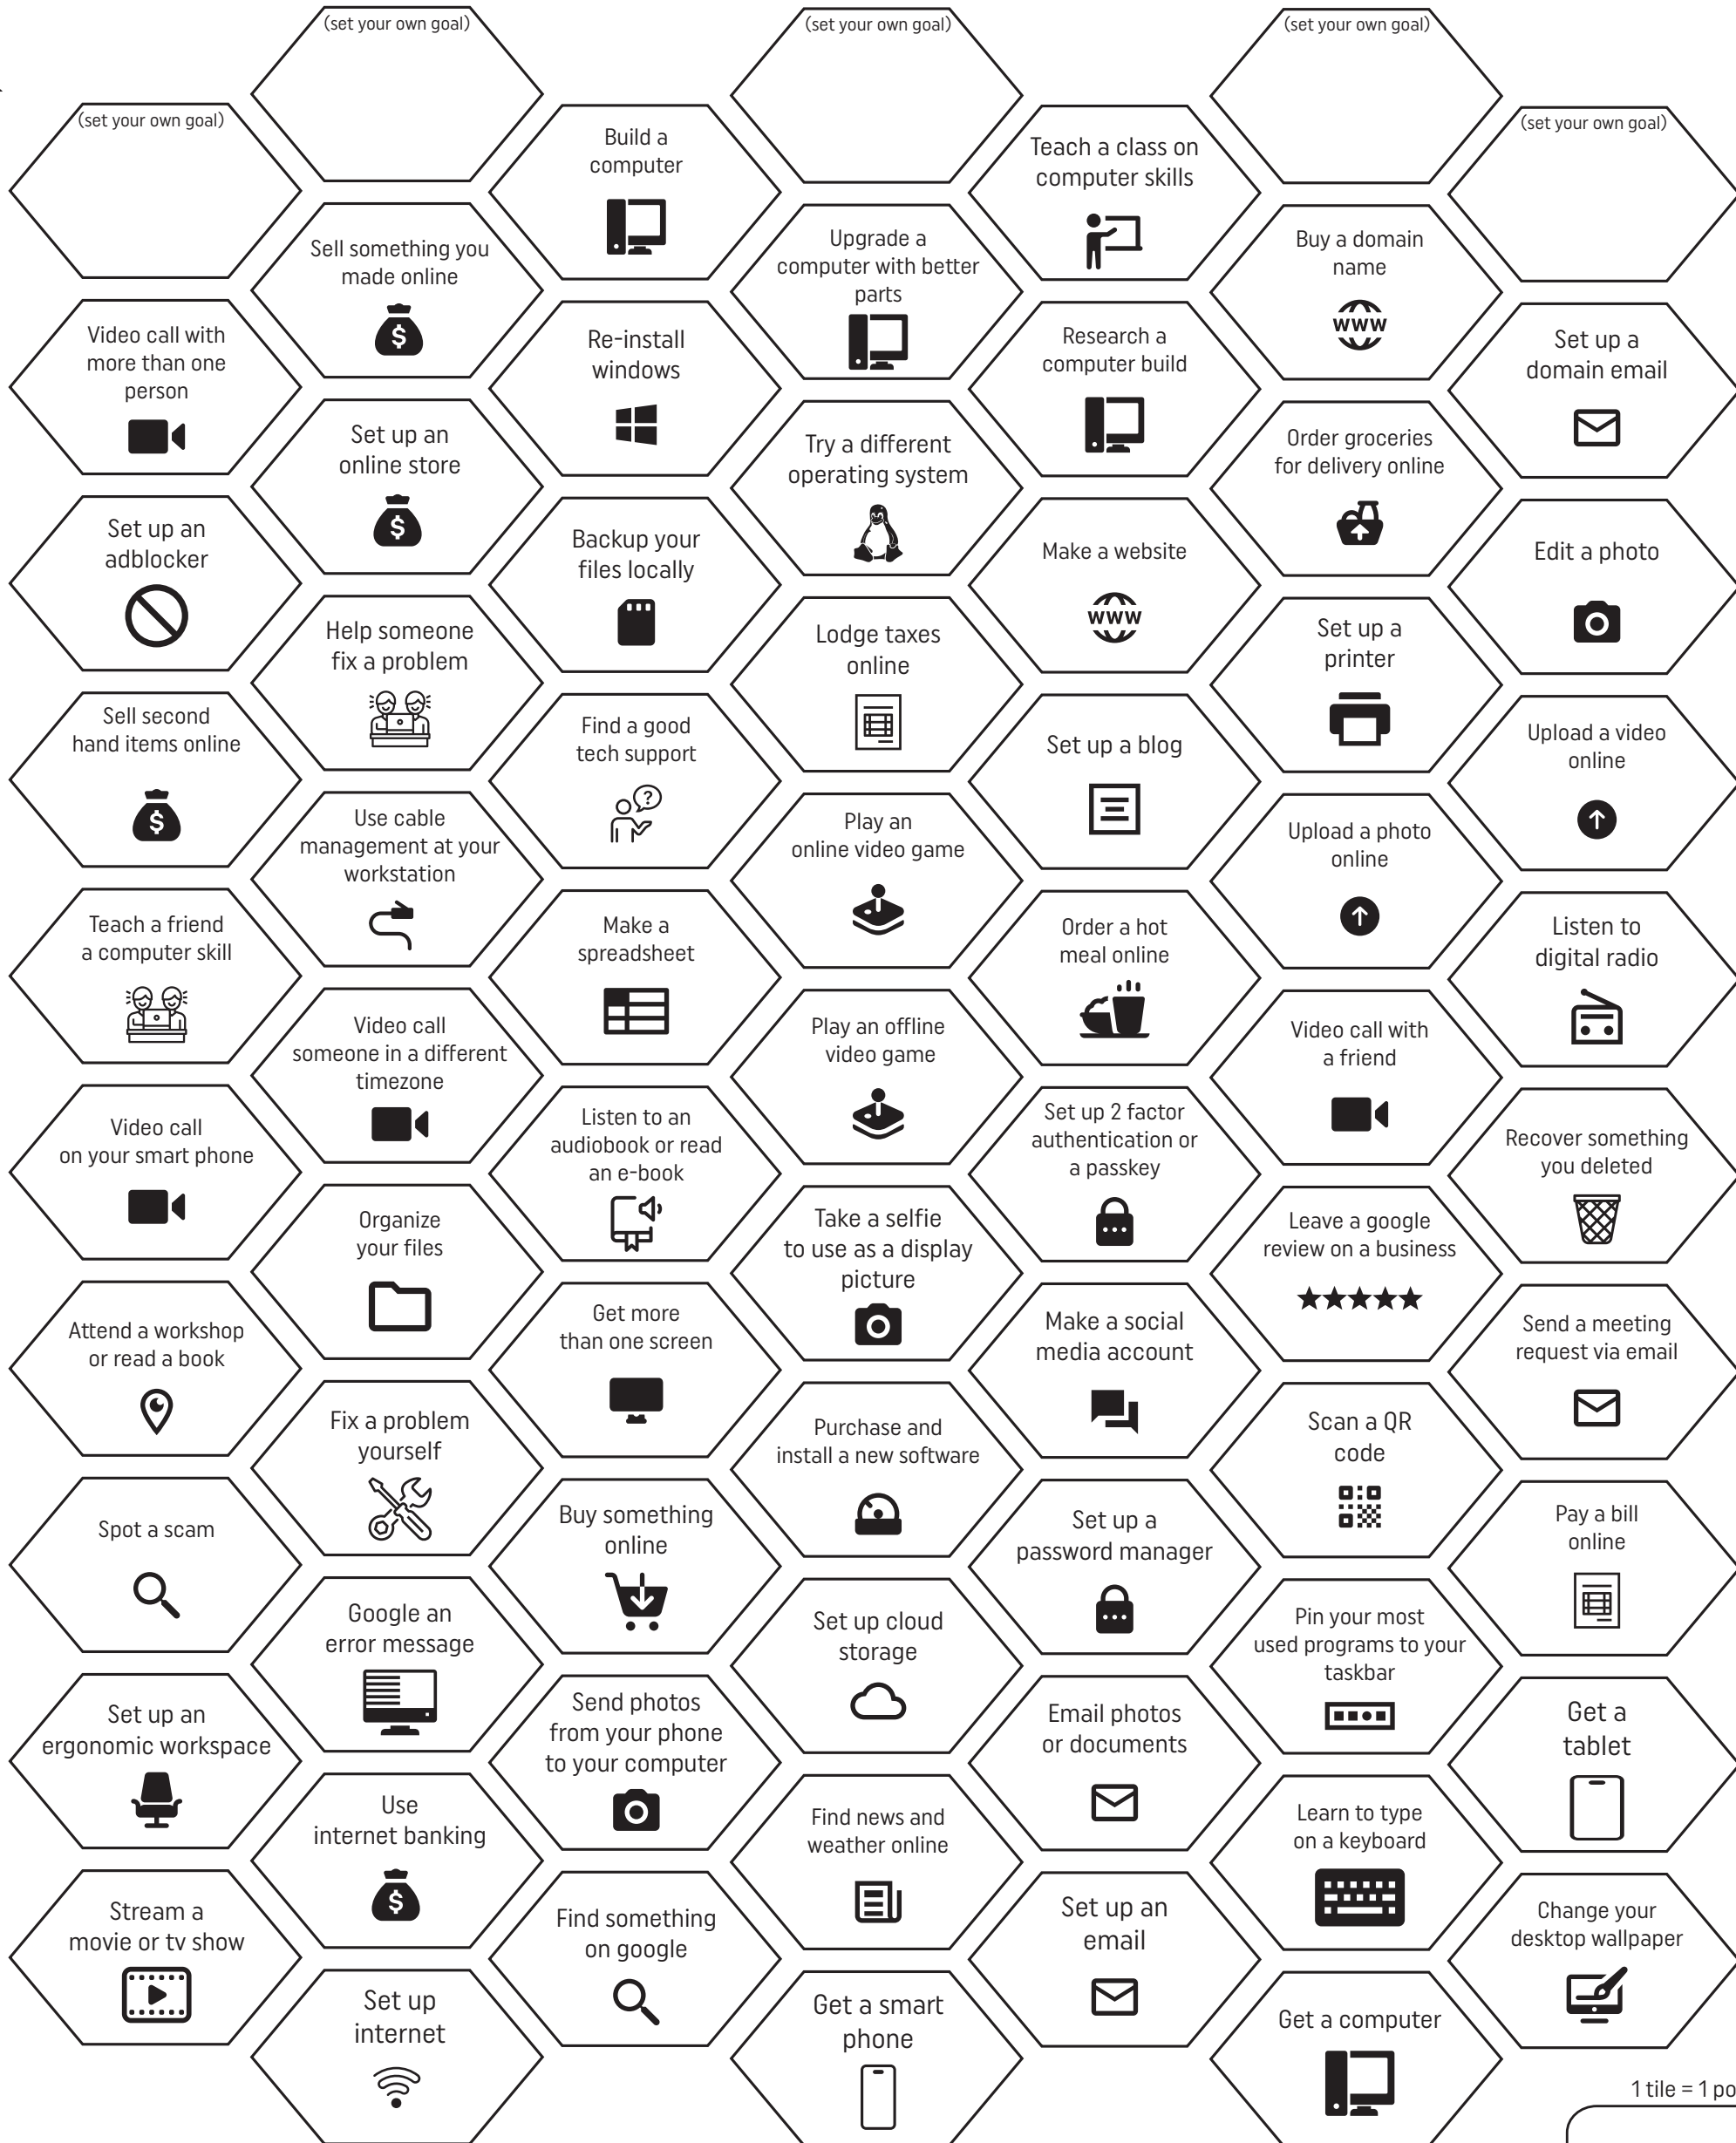 (set your own goal)
(set your own goal)
(set your own goal)
(set your own goal)
(set your own goal)
Build a
computer
Teach a class on
computer skills
Sell something you
made online
Upgrade a
computer with better
parts
Buy a domain
name
Video call with
more than one
person
Re-install
windows
Research a
computer build
Set up a
domain email
Set up an
online store
Try a different
operating system
Order groceries
for delivery online
Set up an
adblocker
Backup your
files locally
Make a website
WWW
WWW
Edit a photo
Help someone
fix a problem
Lodge taxes
online
Set up a
printer
Sell second
hand items online
Find a good
tech support
Set up a blog
Upload a video
online
Use cable
management at your
workstation
Play an
online video game
Upload a photo
online
Teach a friend
a computer skill
Make a
spreadsheet
Order a hot
meal online
Listen to
digital radio
Video call
someone in a different
timezone
Play an offline
video game
Video call with
a friend
Video call
on your smart phone
Listen to an
audiobook or read
an e-book
Set up 2 factor
authentication or
a passkey
Recover something
you deleted
Organize
your files
Take a selfie
to use as a display
picture
Leave a google
review on a business
Attend a workshop
or read a book
Get more
than one screen
Make a social
media account
Send a meeting
request via email
Fix a problem
yourself
Purchase and
install a new software
Scan a QR
code
Spot a scam
Buy something
online
Set up a
password manager
Pay a bill
online
Google an
error message
Set up cloud
storage
Pin your most
used programs to your
taskbar
Set up an
ergonomic workspace
Send photos
from your phone
to your computer
Email photos
or documents
Get a
tablet
Use
internet banking
Find news and
weather online
Learn to type
on a keyboard
Stream a
movie or tv show
Find something
on google
Set up an
email
Change your
desktop wallpaper
Set up
internet
Get a smart
phone
Get a computer
1 tile = 1 po